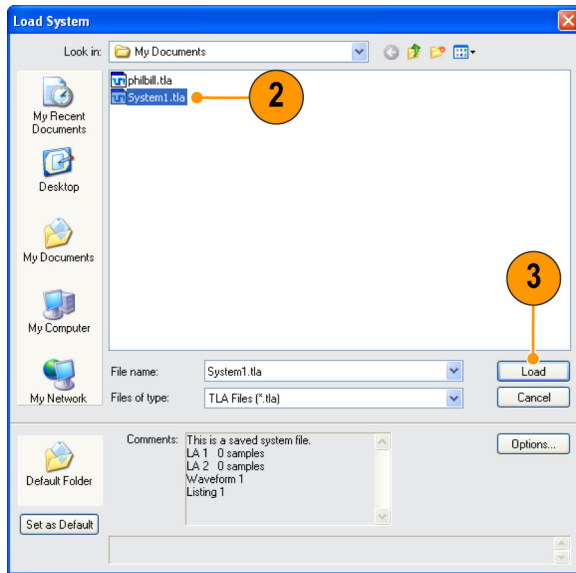 Load System
Look in:
My Documents
philbill.tla
System1.tla
2
My Recent
Documents
Desktop
My Documents
My Computer
My Network
3
File name:
System1.tla
Load
Files of type:
TLA Files (*.tla)
Cancel
Default Folder
Set as Default
Comments:
This is a saved system file.
LA 1 0 samples
LA 2 0 samples
Waveform 1
Listing 1
Options...